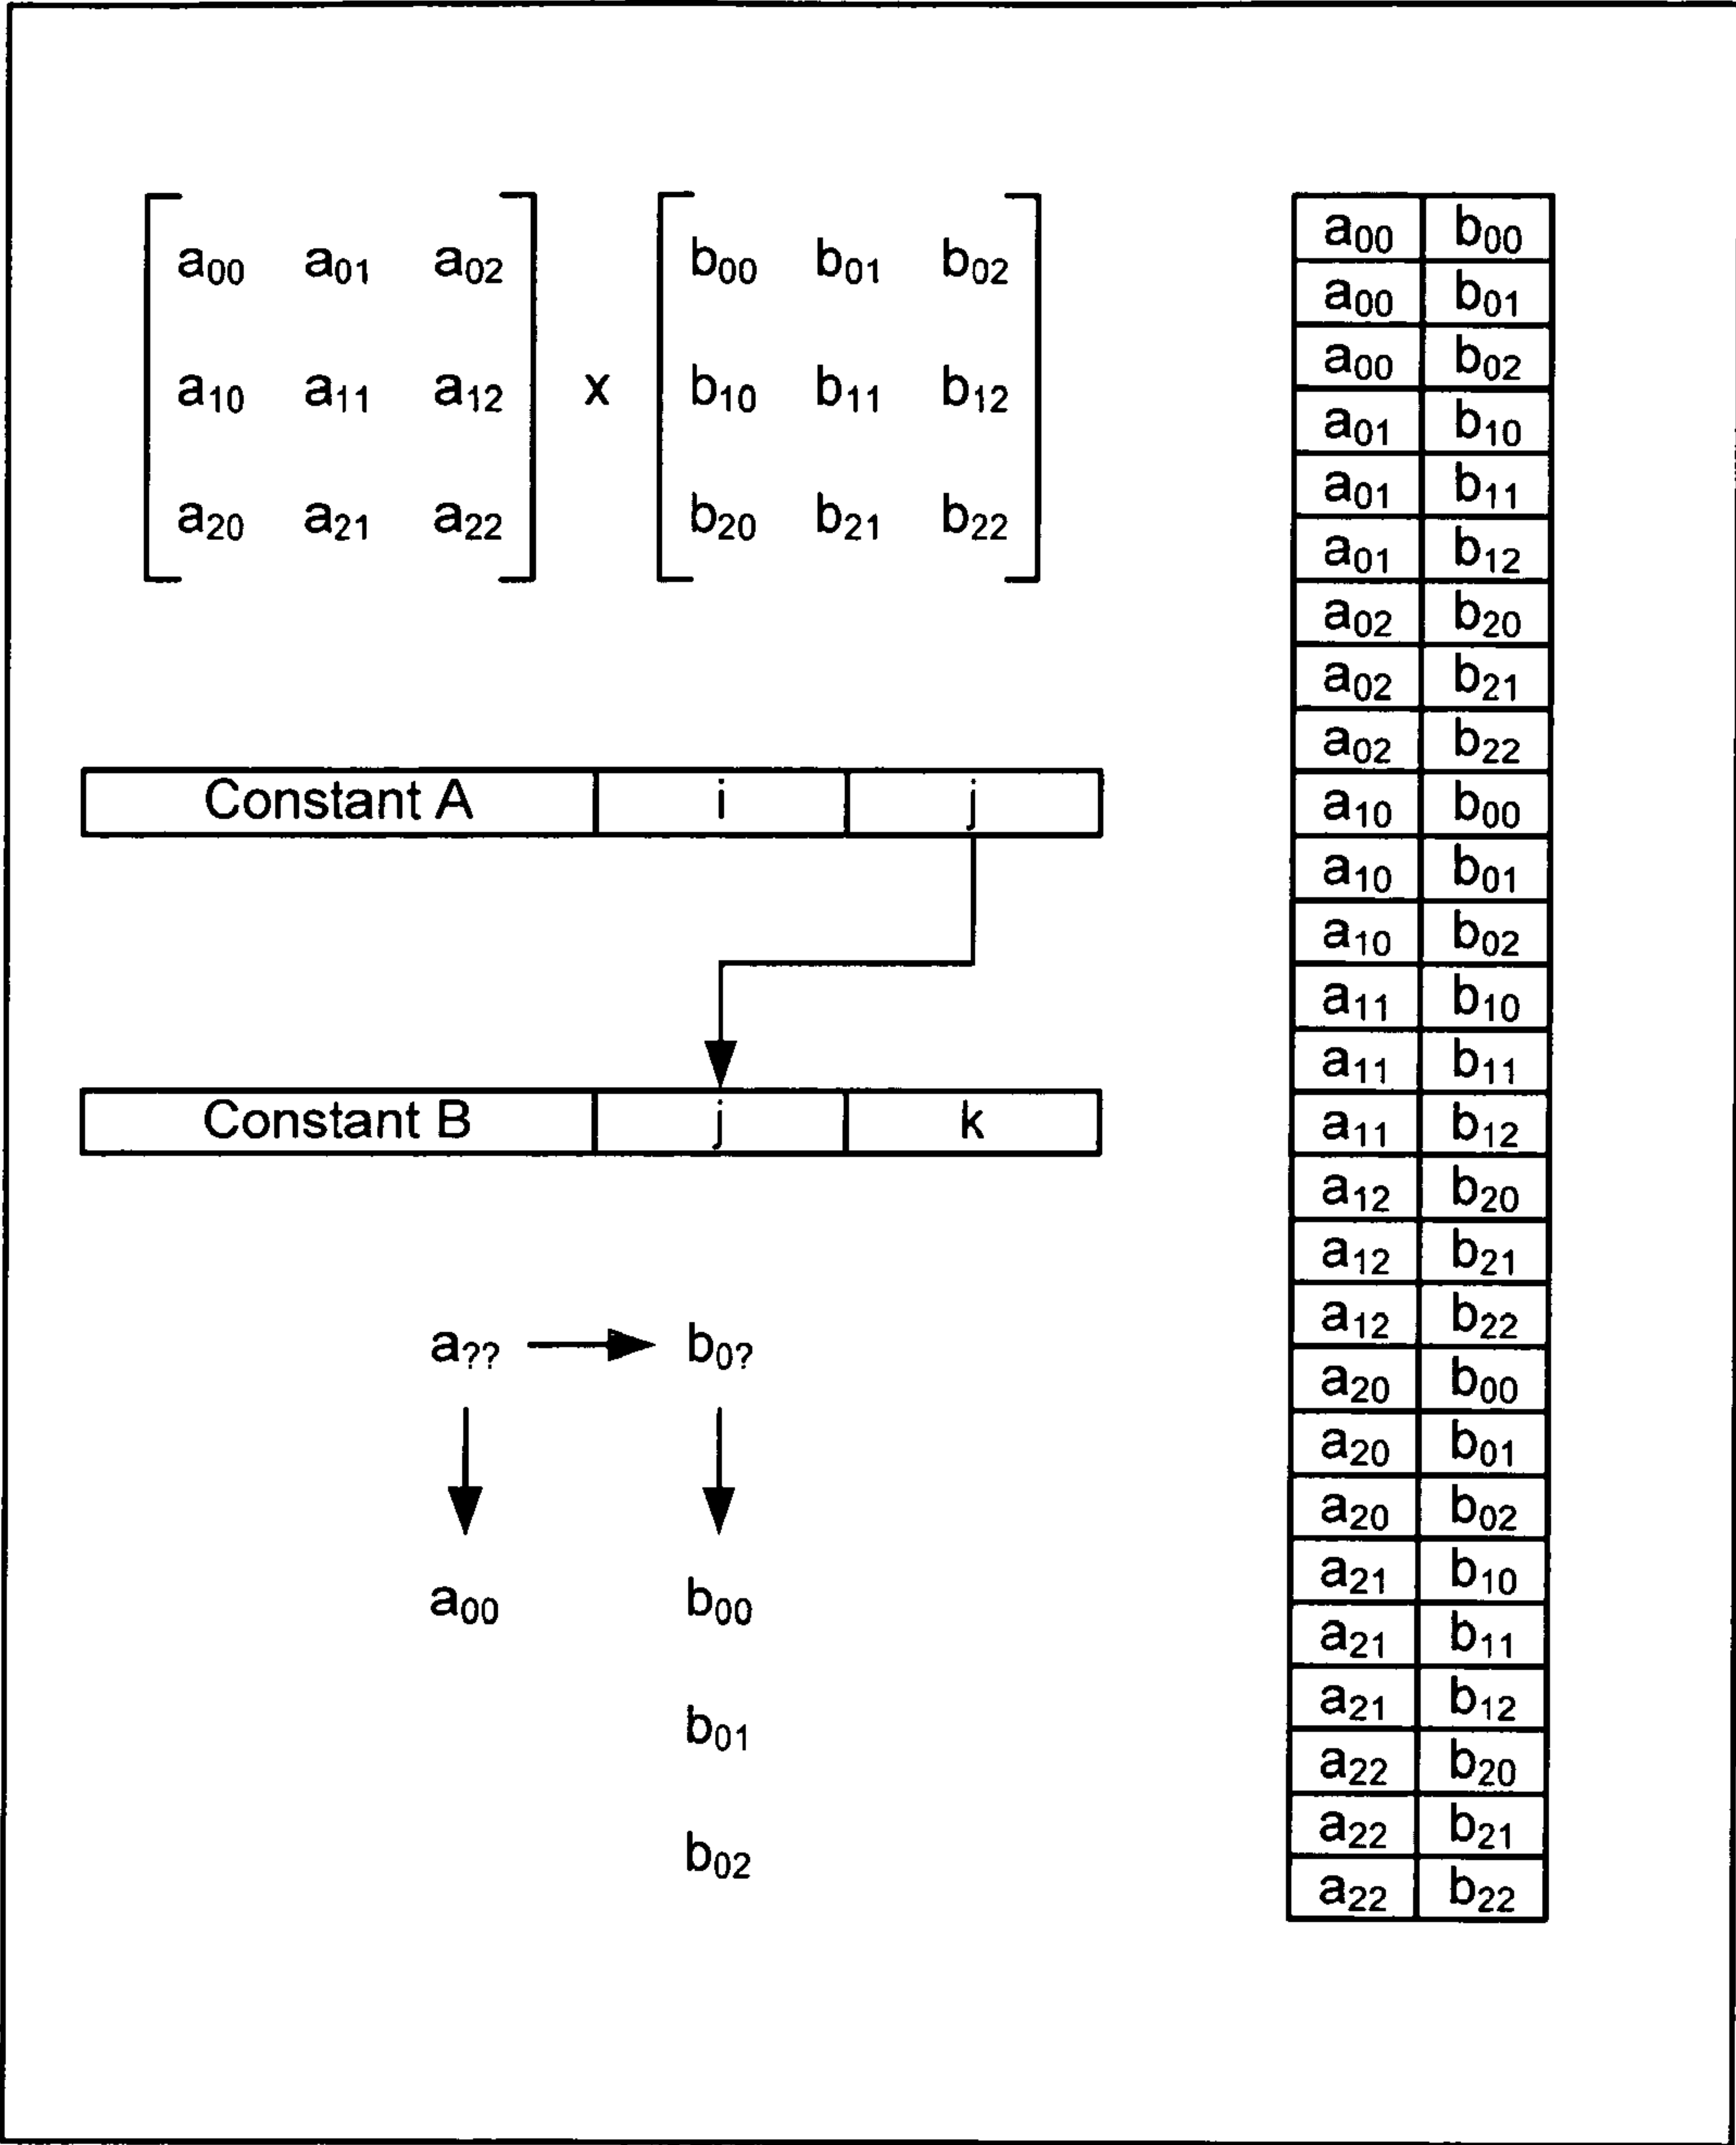 a00 a01 a02 b00 b01 b02
a10 a11 a12 x b10 b11 b12
a20 a21 a22 b20 b21 b22
Constant A i j
Constant B j k
a?? b0?
a00 b00
b01
b02
a00 b00
a00 b01
a00 b02
a01 b10
a01 b11
a01 b12
a02 b20
a02 b21
a02 b22
a10 b00
a10 b01
a10 b02
a11 b10
a11 b11
a11 b12
a12 b20
a12 b21
a12 b22
a20 b00
a20 b01
a20 b02
a21 b10
a21 b11
a21 b12
a22 b20
a22 b21
a22 b22